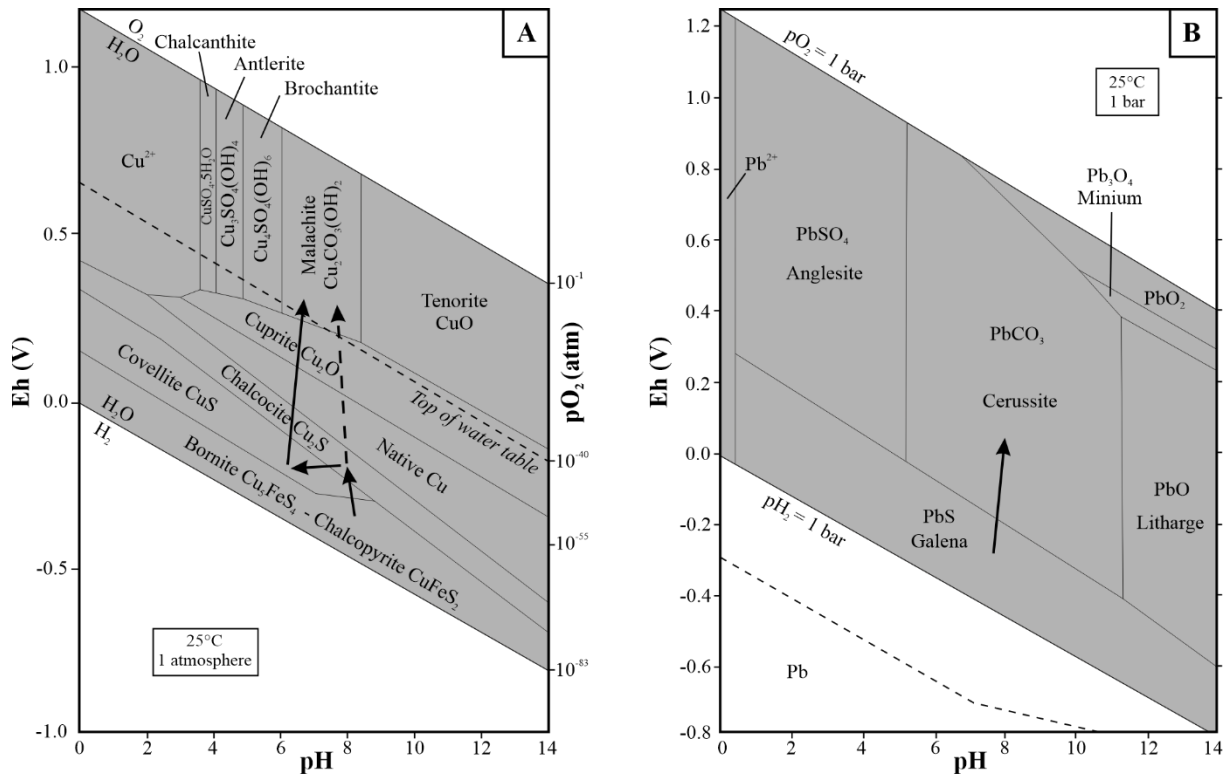 A
O₂
H₂O
Chalcanthite
Antlerite
Brochantite
1.0
0.5
0.0
-0.5
-1.0
Eh (V)
Cu²⁺
CuSO₄.5H₂O
Cu₃SO₄(OH)₄
Cu₄SO₄(OH)₆
Malachite
Cu₂CO₃(OH)₂
Tenorite
CuO
Cuprite Cu₂O
Covellite CuS
Chalcocite Cu₂S
Top of water table
Native Cu
H₂O
H₂
Bornite Cu₅FeS₄ - Chalcopyrite CuFeS₂
25°C
1 atmosphere
10⁻¹
10⁻⁴⁰
10⁻⁵⁵
10⁻⁸³
pO₂ (atm)
0 2 4 6 8 10 12 14
pH
B
1.2
1.0
0.8
0.6
0.4
0.2
0.0
-0.2
-0.4
-0.6
-0.8
Eh (V)
pO₂ = 1 bar
25°C
1 bar
Pb²⁺
PbSO₄
Anglesite
Pb₃O₄
Minium
PbO₂
PbCO₃
Cerussite
PbO
Litharge
PbS
Galena
pH₂ = 1 bar
Pb
0 2 4 6 8 10 12 14
pH